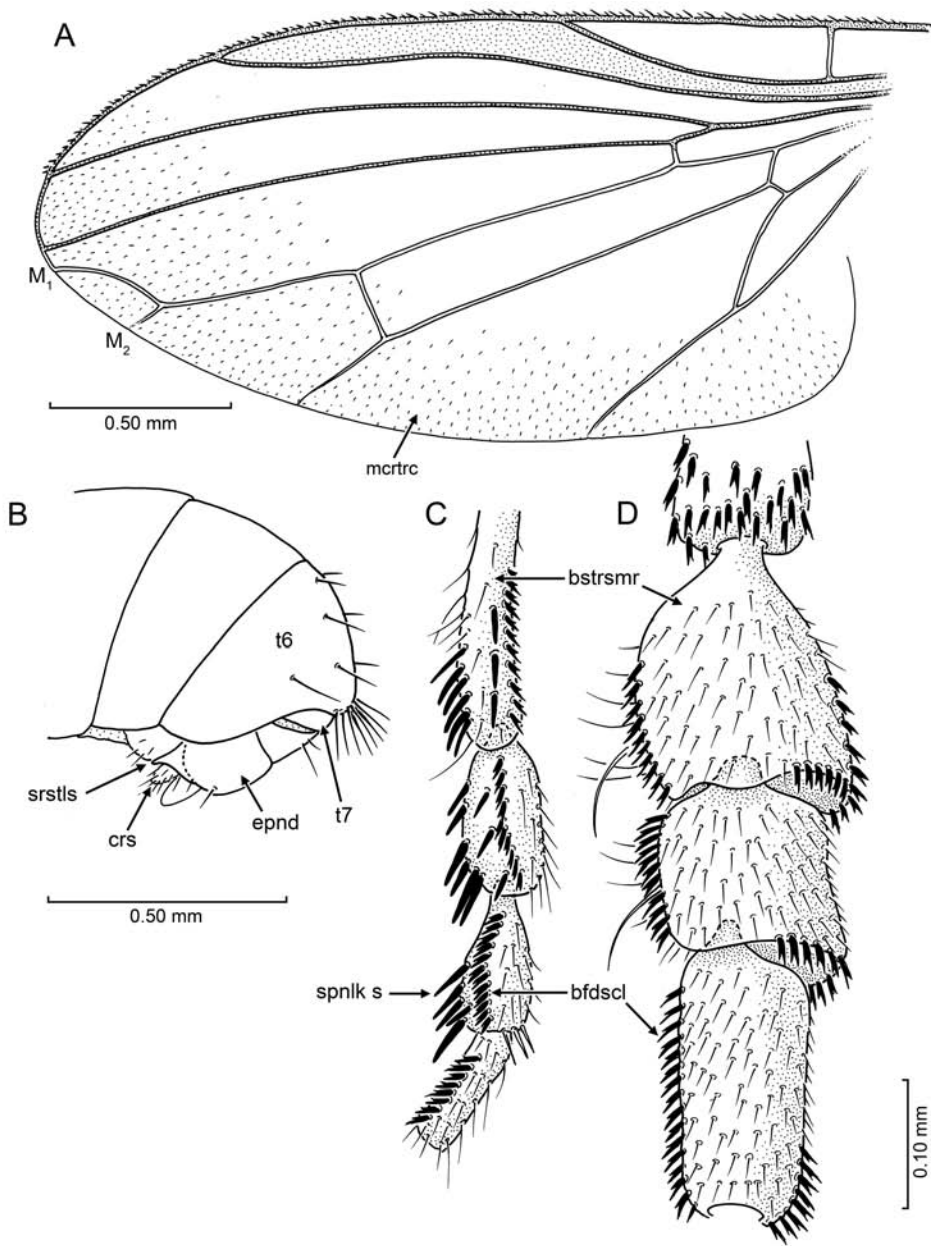 A
M1
M2
0.50 mm
mcrtrc
B
C
D
bstrsmr
t6
srstls
crs
epnd
t7
0.50 mm
spnlk s
bfdscl
0.10 mm